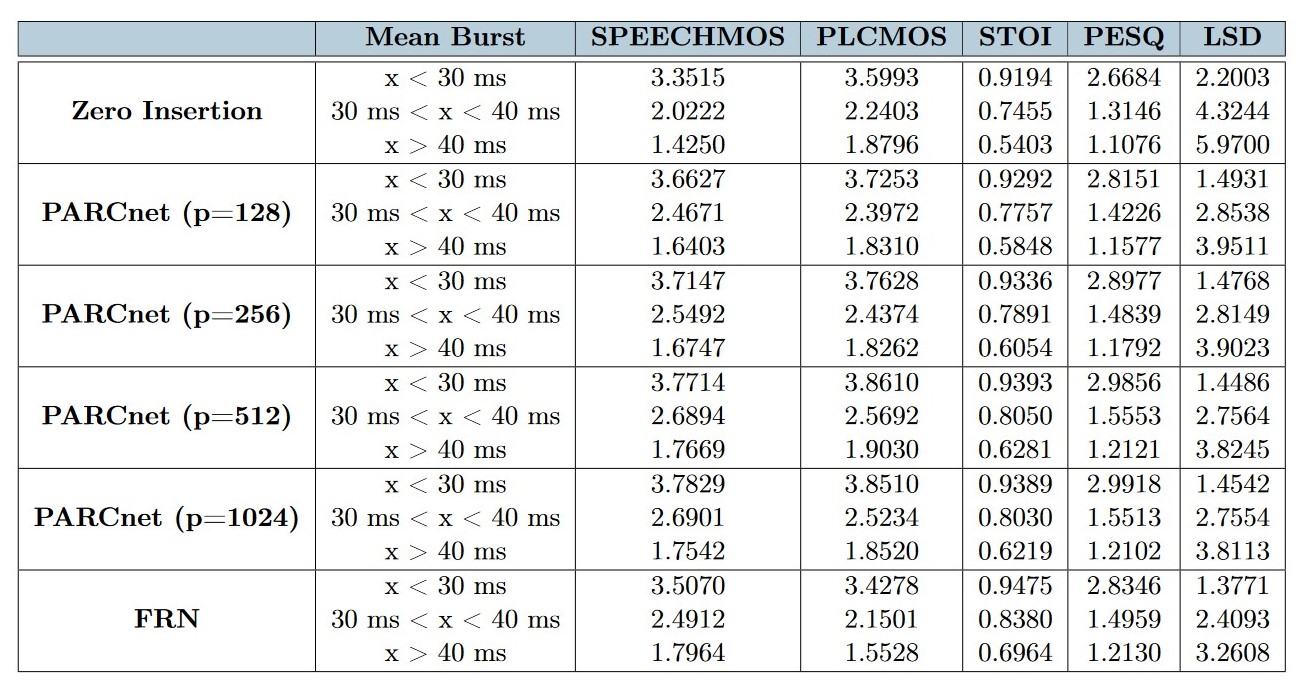 Mean Burst SPEECHMOS PLCMOS STOI PESQ LSD
x < 30 ms 3.3515 3.5993 0.9194 2.6684 2.2003
Zero Insertion 30 ms < x < 40 ms 2.0222 2.2403 0.7455 1.3146 4.3244
x > 40 ms 1.4250 1.8796 0.5403 1.1076 5.9700
x < 30 ms 3.6627 3.7253 0.9292 2.8151 1.4931
PARCnet (p=128) 30 ms < x < 40 ms 2.4671 2.3972 0.7757 1.4226 2.8538
x > 40 ms 1.6403 1.8310 0.5848 1.1577 3.9511
x < 30 ms 3.7147 3.7628 0.9336 2.8977 1.4768
PARCnet (p=256) 30 ms < x < 40 ms 2.5492 2.4374 0.7891 1.4839 2.8149
x > 40 ms 1.6747 1.8262 0.6054 1.1792 3.9023
x < 30 ms 3.7714 3.8610 0.9393 2.9856 1.4486
PARCnet (p=512) 30 ms < x < 40 ms 2.6894 2.5692 0.8050 1.5553 2.7564
x > 40 ms 1.7669 1.9030 0.6281 1.2121 3.8245
x < 30 ms 3.7829 3.8510 0.9389 2.9918 1.4542
PARCnet (p=1024) 30 ms < x < 40 ms 2.6901 2.5234 0.8030 1.5513 2.7554
x > 40 ms 1.7542 1.8520 0.6219 1.2102 3.8113
x < 30 ms 3.5070 3.4278 0.9475 2.8346 1.3771
FRN 30 ms < x < 40 ms 2.4912 2.1501 0.8380 1.4959 2.4093
x > 40 ms 1.7964 1.5528 0.6964 1.2130 3.2608